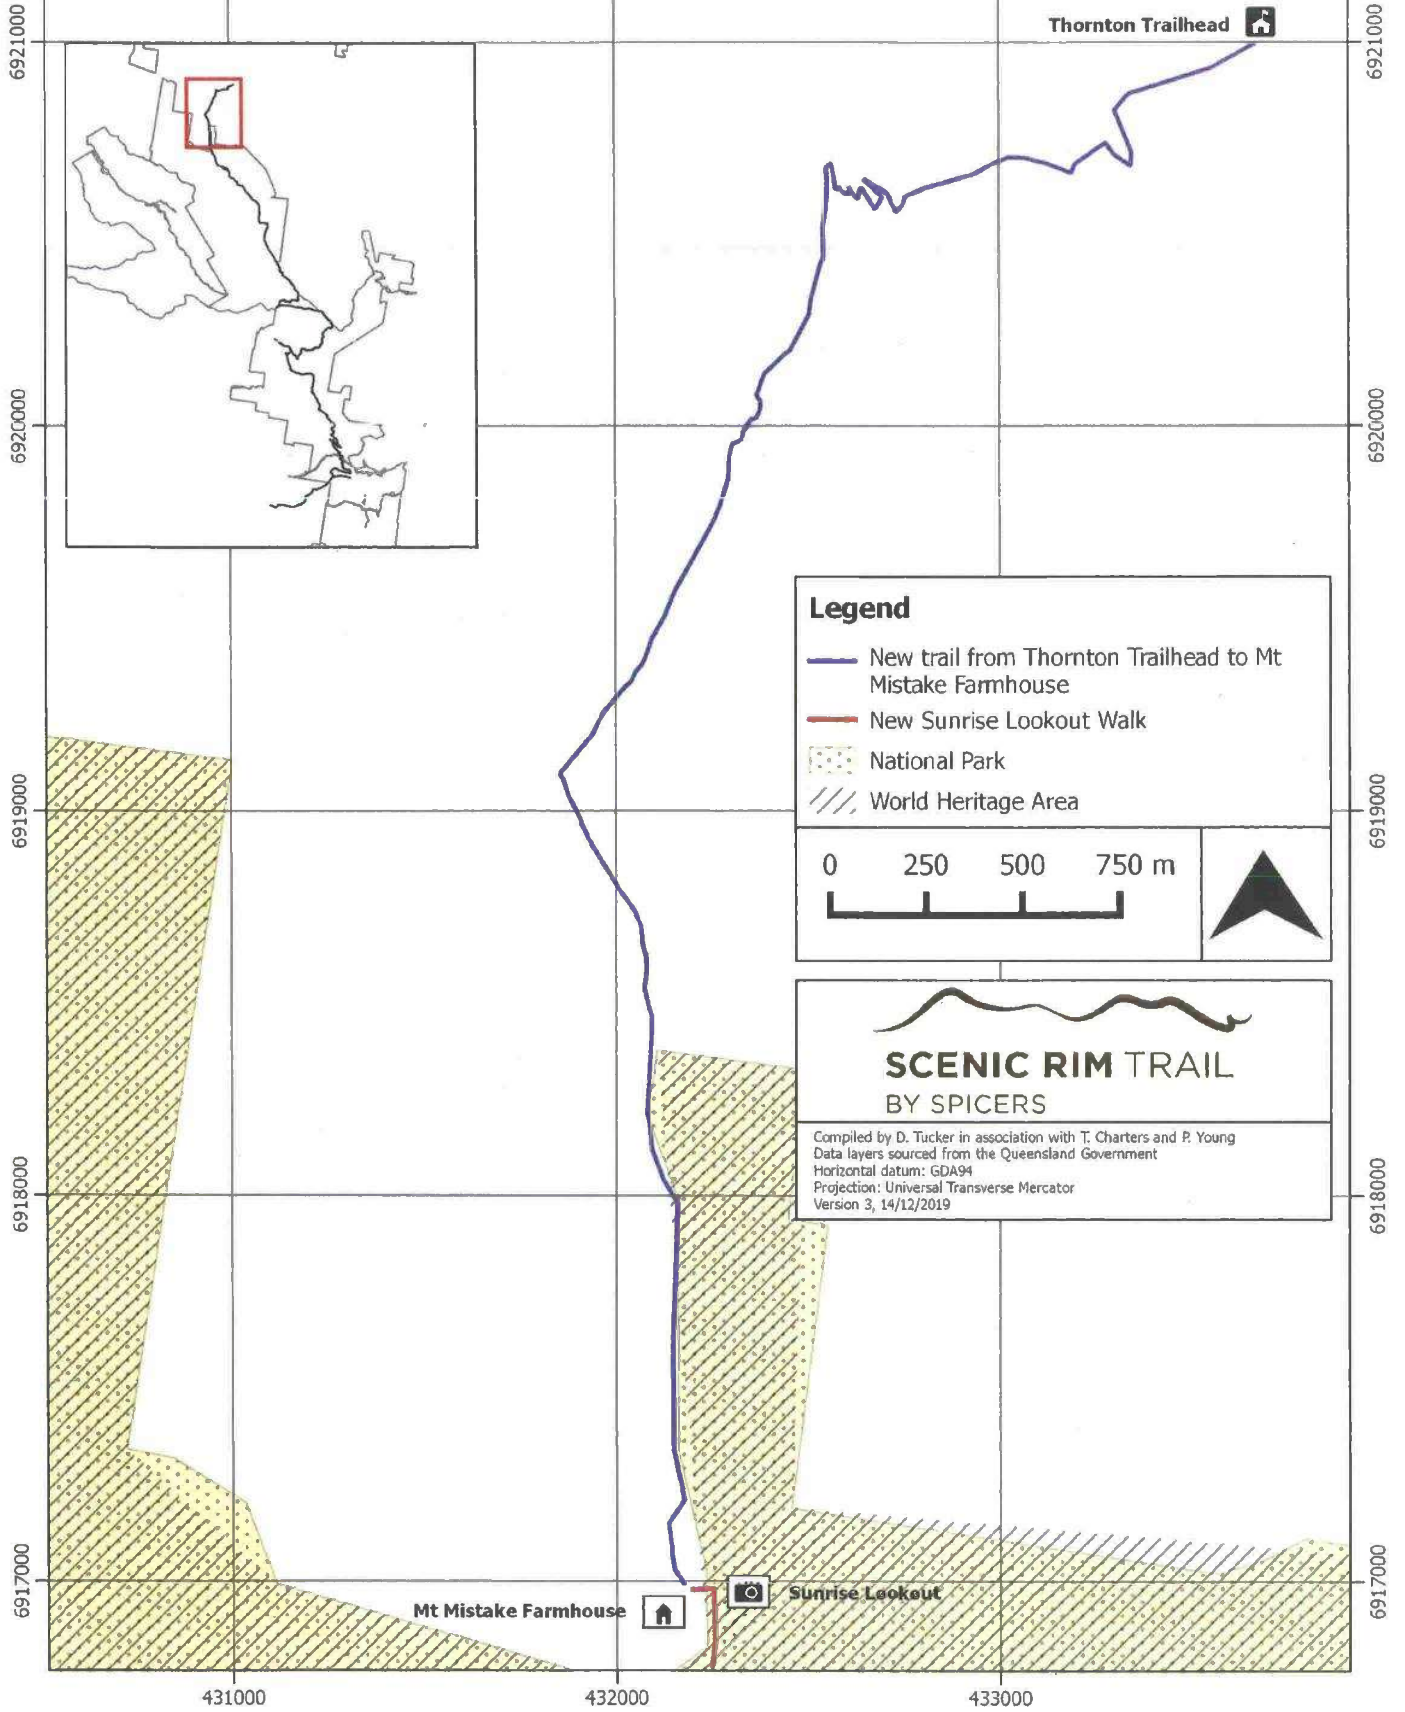 Thornton Trailhead
6921000
6921000
6920000
6920000
Legend
New trail from Thornton Trailhead to Mt
Mistake Farmhouse
New Sunrise Lookout Walk
National Park
World Heritage Area
6919000
6919000
0 250 500 750 m
SCENIC RIM TRAIL
BY SPICERS
Compiled by D. Tucker in association with T. Charters and P. Young
Data layers sourced from the Queensland Government
Horizontal datum: GDA94
Projection: Universal Transverse Mercator
Version 3, 14/12/2019
6918000
6918000
6917000
6917000
Sunrise Lookout
Mt Mistake Farmhouse
431000 432000 433000